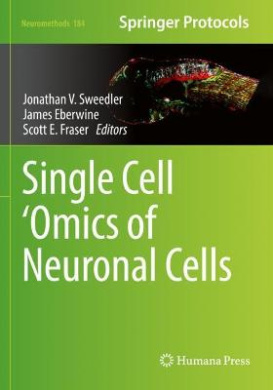 Neuromethods 184
Springer Protocols
Jonathan V. Sweedler
James Eberwine
Scott E. Fraser Editors
Single Cell
‘Omics of
Neuronal Cells
Humana Press